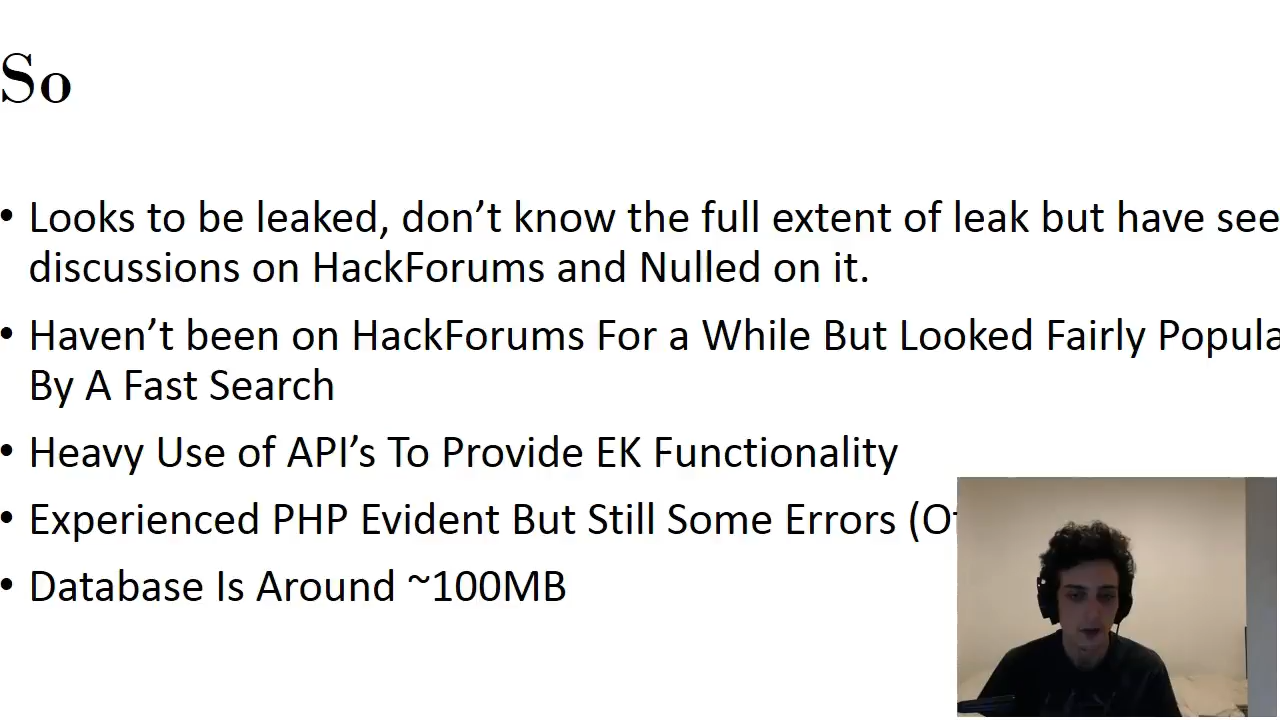 So
• Looks to be leaked, don’t know the full extent of leak but have see
discussions on HackForums and Nulled on it.
• Haven’t been on HackForums For a While But Looked Fairly Popula
By A Fast Search
• Heavy Use of API’s To Provide EK Functionality
• Experienced PHP Evident But Still Some Errors (Of
• Database Is Around ~100MB